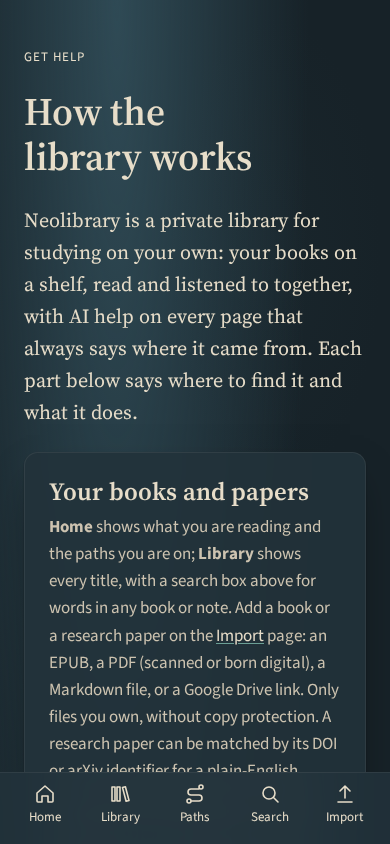 GET HELP
How the
library works
Neolibrary is a private library for
studying on your own: your books on
a shelf, read and listened to together,
with AI help on every page that
always says where it came from. Each
part below says where to find it and
what it does.
Your books and papers
Home shows what you are reading and
the paths you are on; Library shows
every title, with a search box above for
words in any book or note. Add a book or
a research paper on the Import page: an
EPUB, a PDF (scanned or born digital), a
Markdown file, or a Google Drive link. Only
files you own, without copy protection. A
research paper can be matched by its DOI
or arXiv identifier for a plain-English
Home
Library
Paths
Search
Import